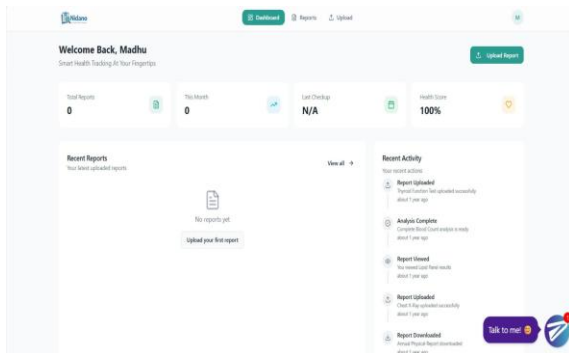 Nidano
Dashboard
Reports
Upload
Welcome Back, Madhu
Smart Health Tracking At Your Fingertips
Upload Report
Total Reports
0
This Month
0
Last Checkup
N/A
Health Score
100%
Recent Reports
Your latest uploaded reports
View all →
No reports yet
Upload your first report
Recent Activity
Your recent actions
Report Uploaded
Thyroid Function Test uploaded successfully
about 1 year ago
Analysis Complete
Complete Blood Count analysis is ready
about 1 year ago
Report Viewed
You viewed Lipid Panel results
about 1 year ago
Report Uploaded
Chest X-Ray uploaded successfully
about 1 year ago
Report Downloaded
Annual Physical Report downloaded
about 1 year ago
Talk to me! 😊